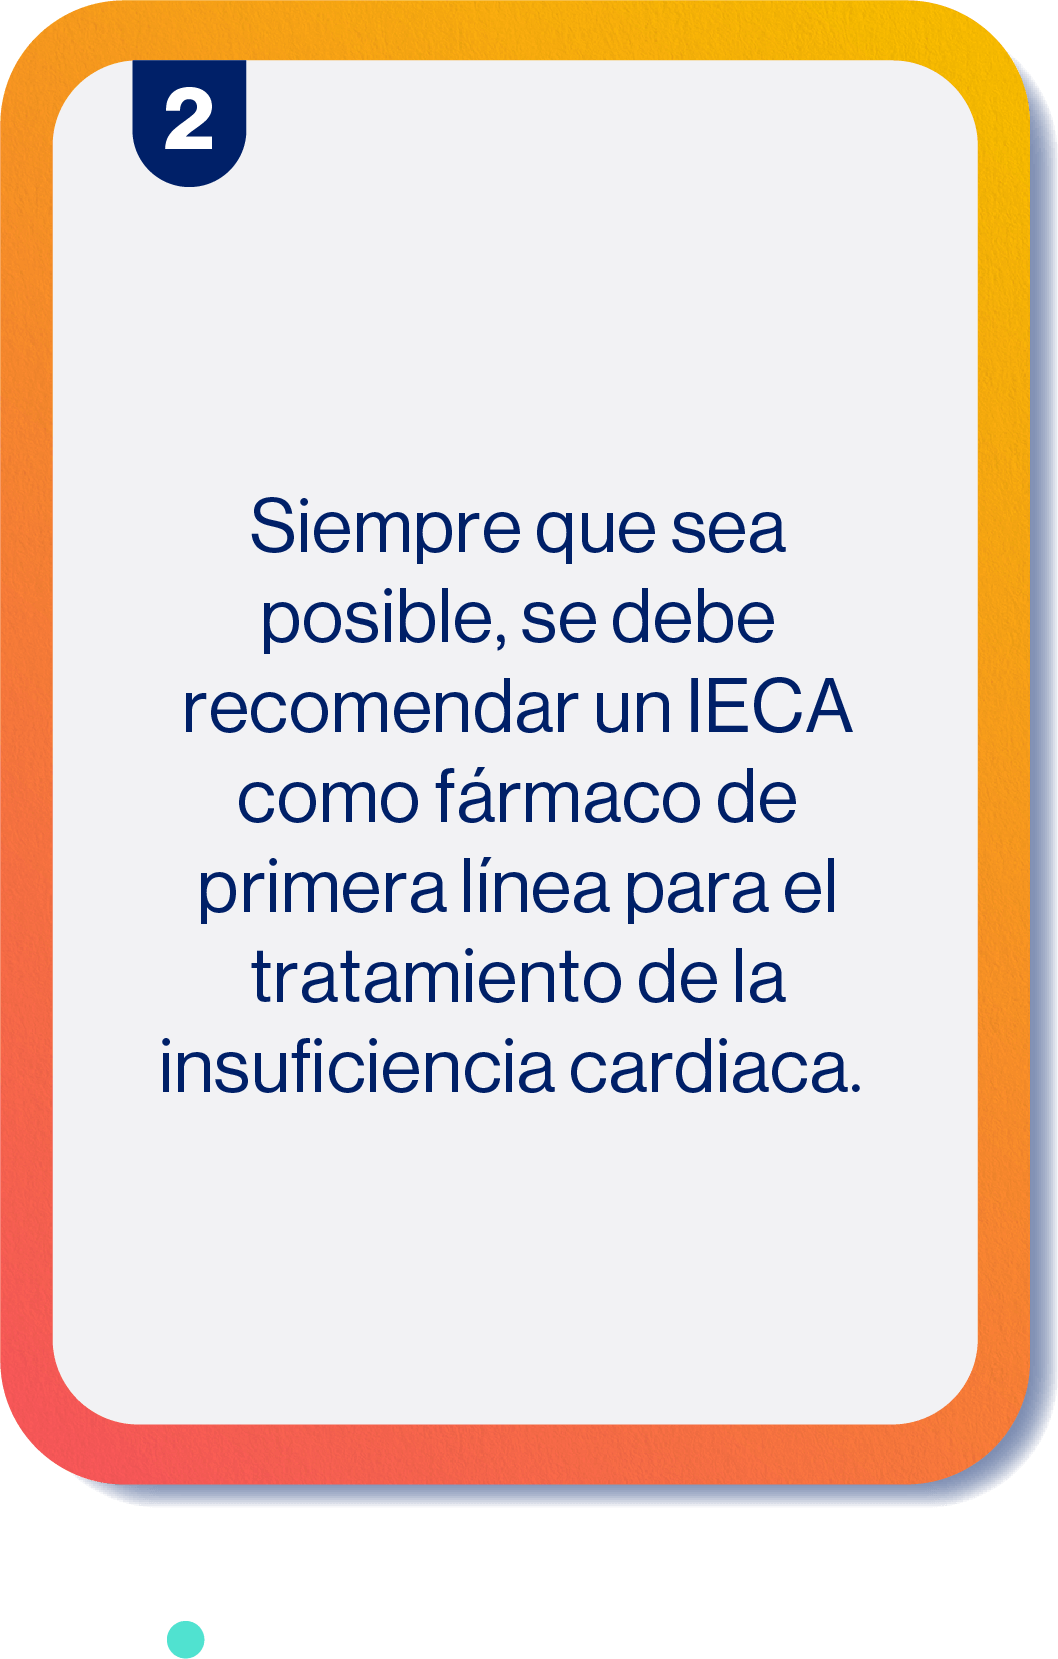 2
Siempre que sea
posible, se debe
recomendar un IECA
como fármaco de
primera línea para el
tratamiento de la
insuficiencia cardiaca.